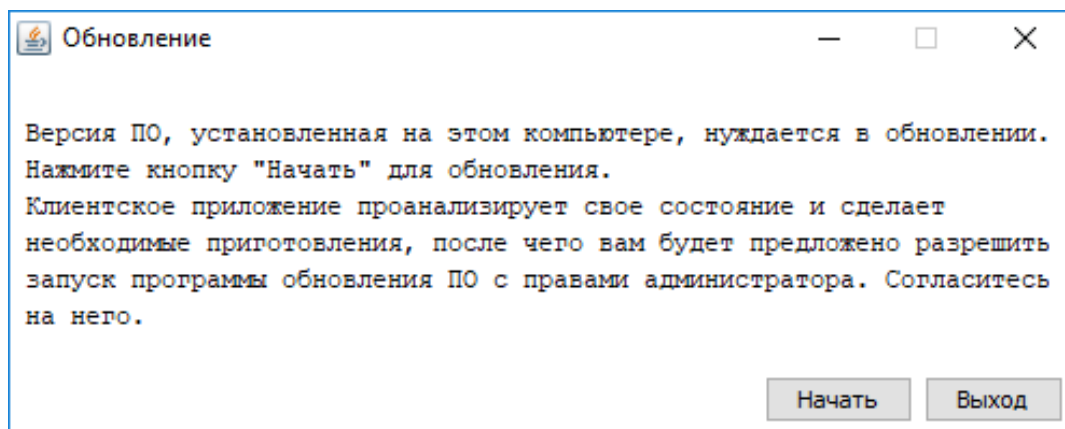 Обновление
Версия ПО, установленная на этом компьютере, нуждается в обновлении.
Нажмите кнопку "Начать" для обновления.
Клиентское приложение проанализирует свое состояние и сделает
необходимые приготовления, после чего вам будет предложено разрешить
запуск программы обновления ПО с правами администратора. Согласитесь
на него.
Начать Выход